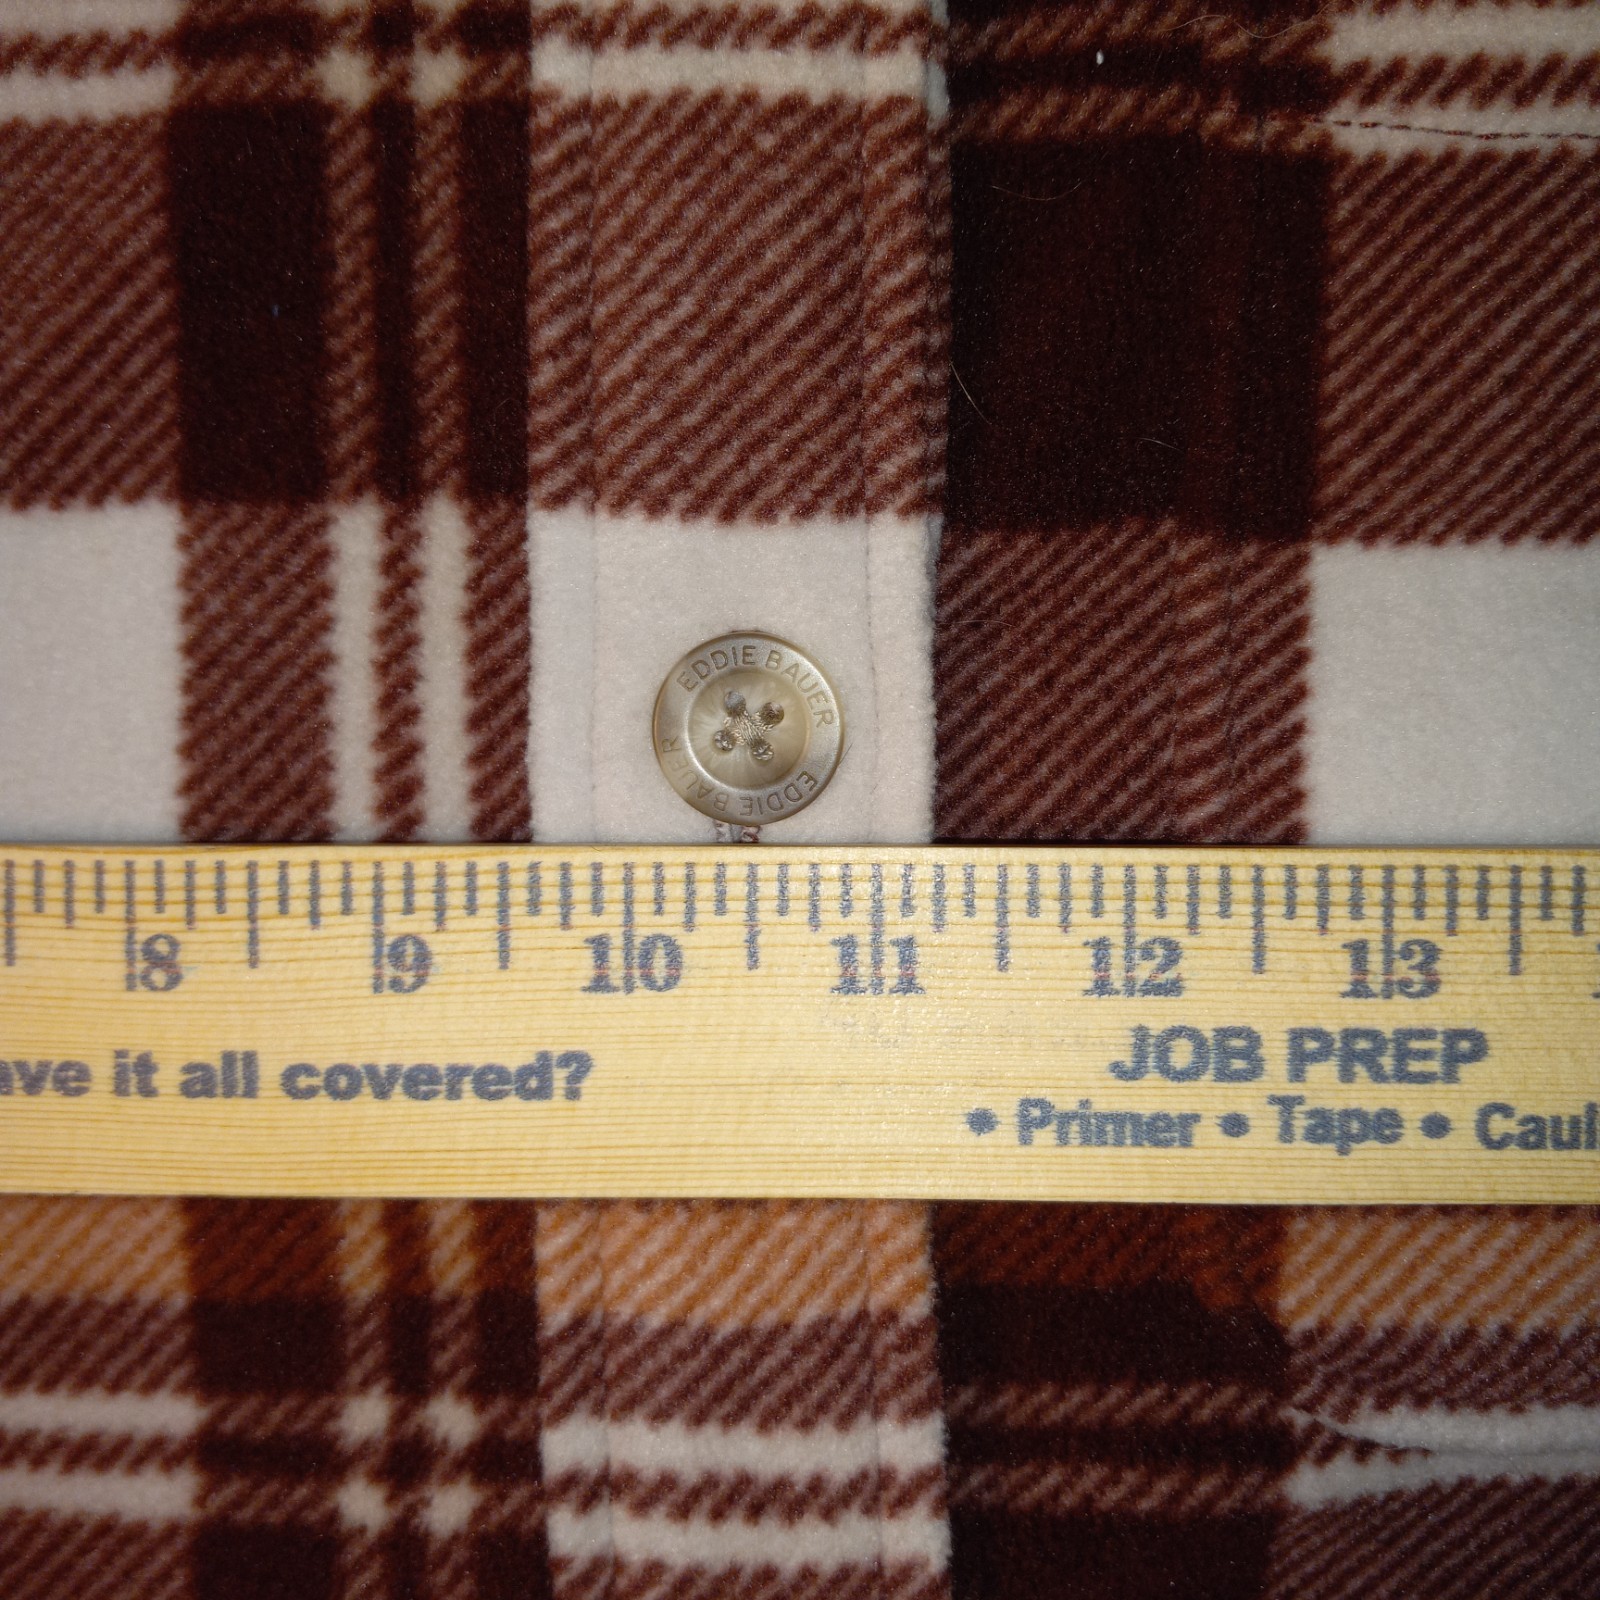 EDDIE BAUER
EDDIE BAUER
8 9 10 11 12 13
ave it all covered?
JOB PREP
• Primer • Tape • Caul